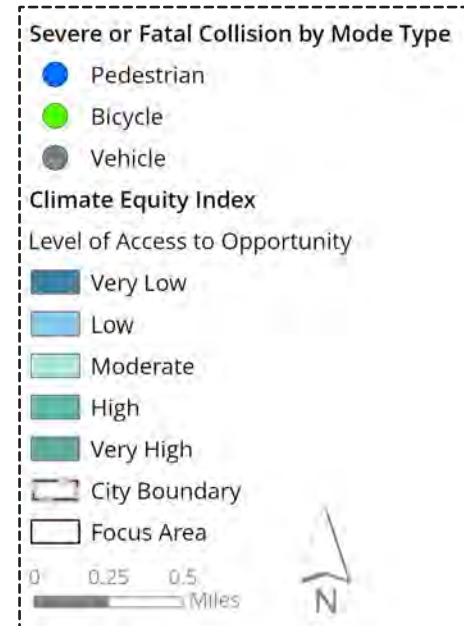 Severe or Fatal Collision by Mode Type
Pedestrian
Bicycle
Vehicle
Climate Equity Index
Level of Access to Opportunity
Very Low
Low
Moderate
High
Very High
City Boundary
Focus Area
0 0.25 0.5
Miles
N